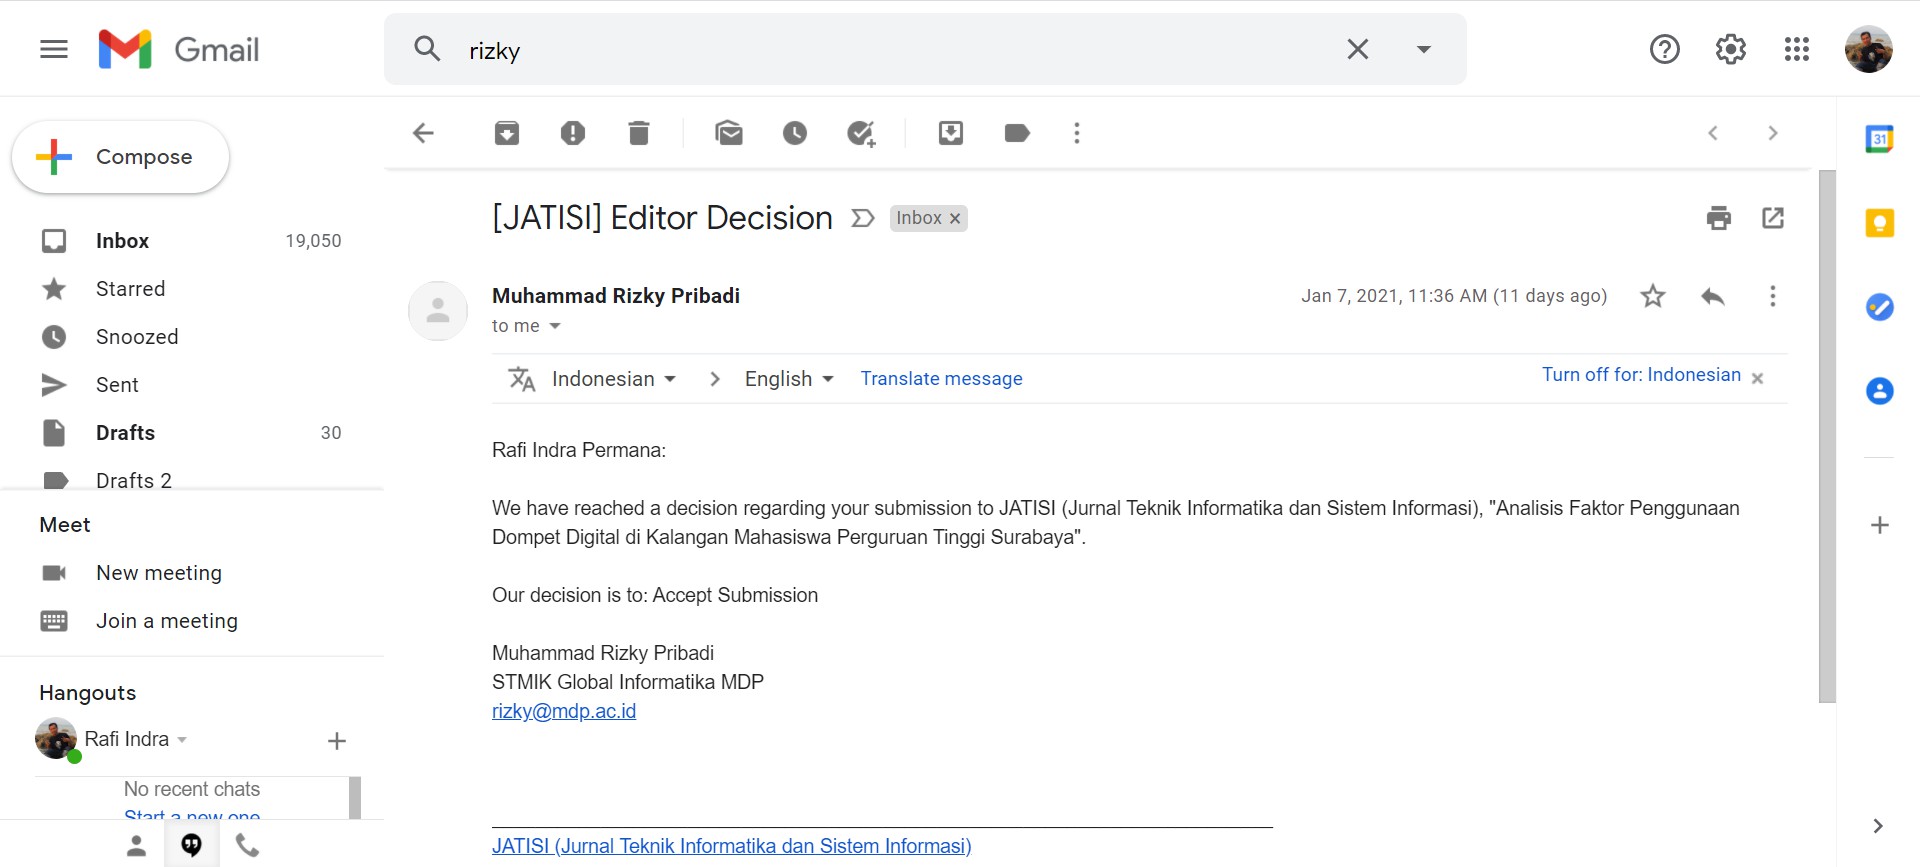 Gmail
rizky
Compose
Inbox 19,050
Starred
Snoozed
Sent
Drafts 30
Drafts 2
Meet
New meeting
Join a meeting
Hangouts
Rafi Indra
No recent chats
Start a new one
[JATISI] Editor Decision
Inbox ×
Muhammad Rizky Pribadi
Jan 7, 2021, 11:36 AM (11 days ago)
to me
Indonesian > English Translate message
Turn off for: Indonesian ×
Rafi Indra Permana:
We have reached a decision regarding your submission to JATISI (Jurnal Teknik Informatika dan Sistem Informasi), "Analisis Faktor Penggunaan
Dompet Digital di Kalangan Mahasiswa Perguruan Tinggi Surabaya".
Our decision is to: Accept Submission
Muhammad Rizky Pribadi
STMIK Global Informatika MDP
rizky@mdp.ac.id
JATISI (Jurnal Teknik Informatika dan Sistem Informasi)
31